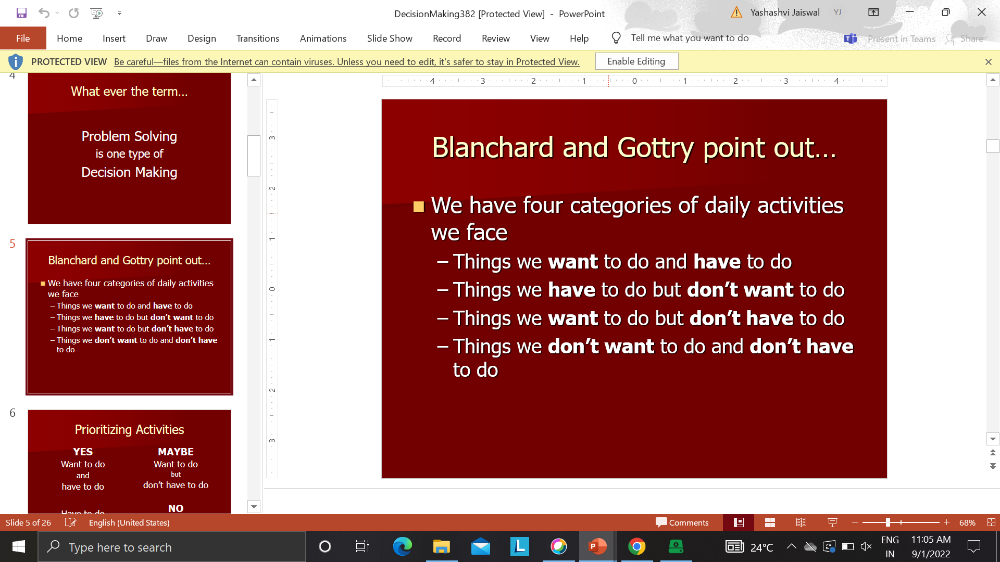 DecisionMaking382 [Protected View] - PowerPoint
Yashashvi Jaiswal YJ
File Home Insert Draw Design Transitions Animations Slide Show Record Review View Help Tell me what you want to do Present in Teams Share
PROTECTED VIEW Be careful—files from the Internet can contain viruses. Unless you need to edit, it's safer to stay in Protected View. Enable Editing
4
What ever the term...
Problem Solving
is one type of
Decision Making
5
Blanchard and Gottry point out...
We have four categories of daily activities
we face
– Things we want to do and have to do
– Things we have to do but don't want to do
– Things we want to do but don't have to do
– Things we don't want to do and don't have
to do
6
Prioritizing Activities
YES MAYBE
Want to do Want to do
and but
have to do don't have to do
Have to do NO
4 3 2 1 0 1 2 3 4
3
2
1
0
1
2
3
Blanchard and Gottry point out...
We have four categories of daily activities
we face
– Things we want to do and have to do
– Things we have to do but don't want to do
– Things we want to do but don't have to do
– Things we don't want to do and don't have
to do
Slide 5 of 26 English (United States) Comments 68%
Type here to search
L
P
24°C
ENG
IN
11:05 AM
9/1/2022